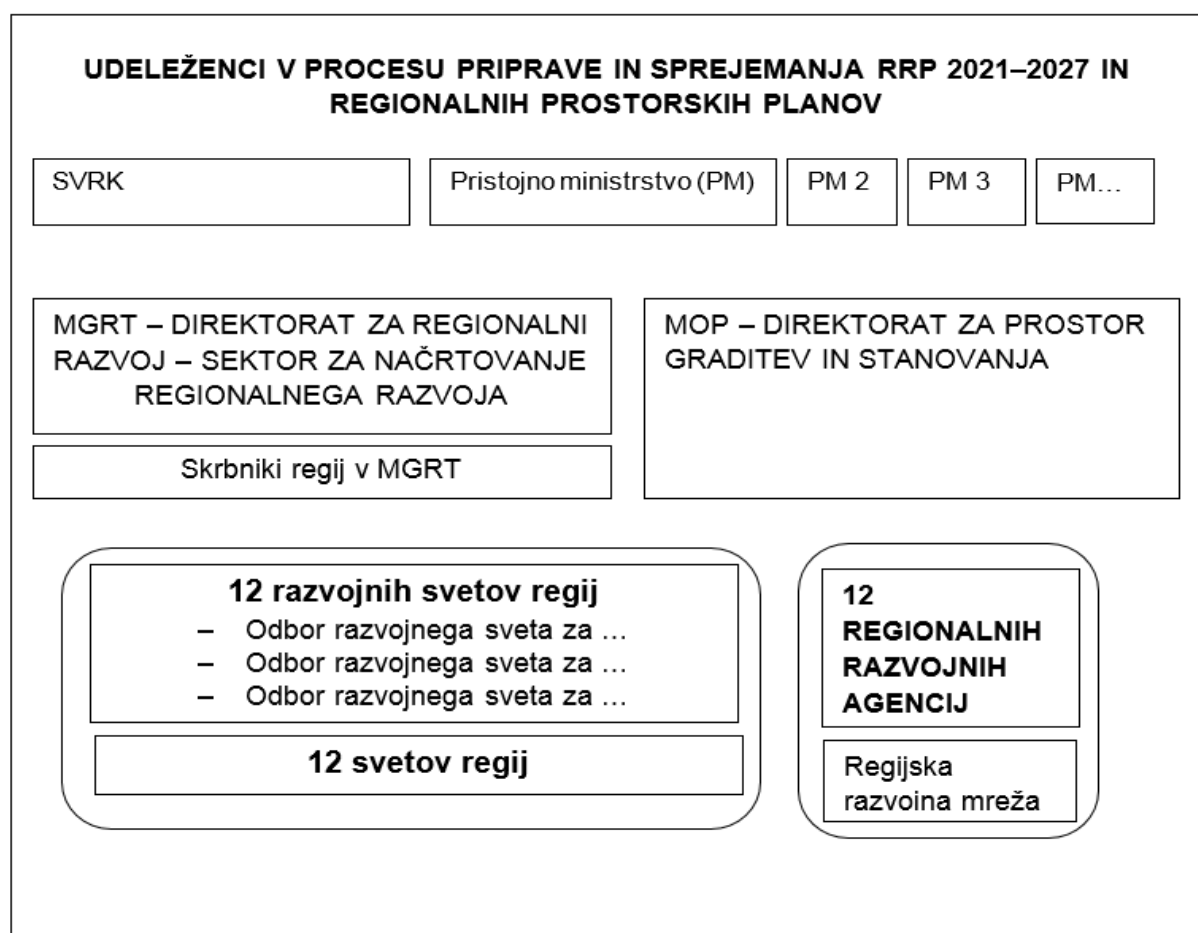 UDELEŽENCI V PROCESU PRIPRAVE IN SPREJEMANJA RRP 2021–2027 IN
REGIONALNIH PROSTORSKIH PLANOV
SVRK
Pristojno ministrstvo (PM)
PM 2
PM 3
PM…
MGRT – DIREKTORAT ZA REGIONALNI
RAZVOJ – SEKTOR ZA NAČRTOVANJE
REGIONALNEGA RAZVOJA
Skrbniki regij v MGRT
MOP – DIREKTORAT ZA PROSTOR
GRADITEV IN STANOVANJA
12 razvojnih svetov regij
– Odbor razvojnega sveta za …
– Odbor razvojnega sveta za …
– Odbor razvojnega sveta za …
12 svetov regij
12
REGIONALNIH
RAZVOJNIH
AGENCIJ
Regijska
razvoina mreža